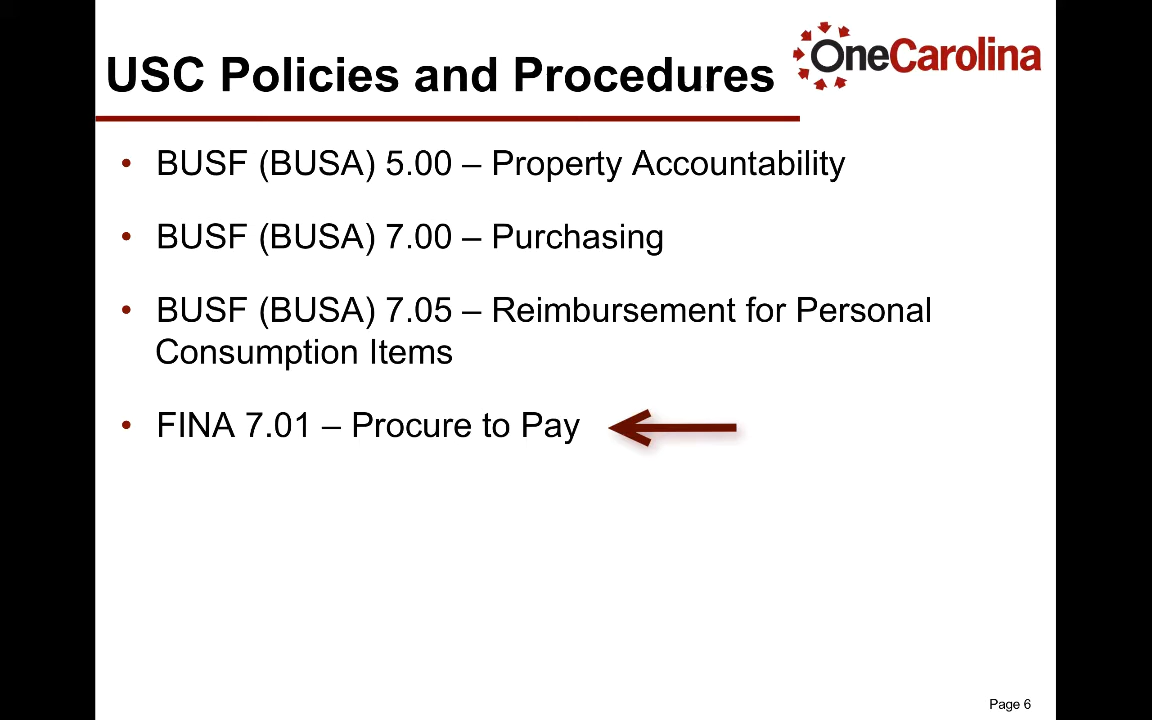 USC Policies and Procedures
OneCarolina
• BUSF (BUSA) 5.00 – Property Accountability
• BUSF (BUSA) 7.00 – Purchasing
• BUSF (BUSA) 7.05 – Reimbursement for Personal
Consumption Items
• FINA 7.01 – Procure to Pay
Page 6